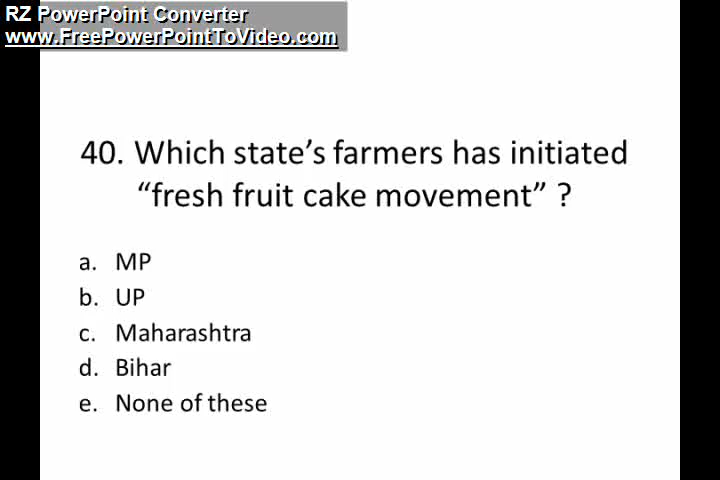 RZ PowerPoint Converter
www.FreePowerPointToVideo.com
40. Which state’s farmers has initiated
“fresh fruit cake movement” ?
a. MP
b. UP
c. Maharashtra
d. Bihar
e. None of these